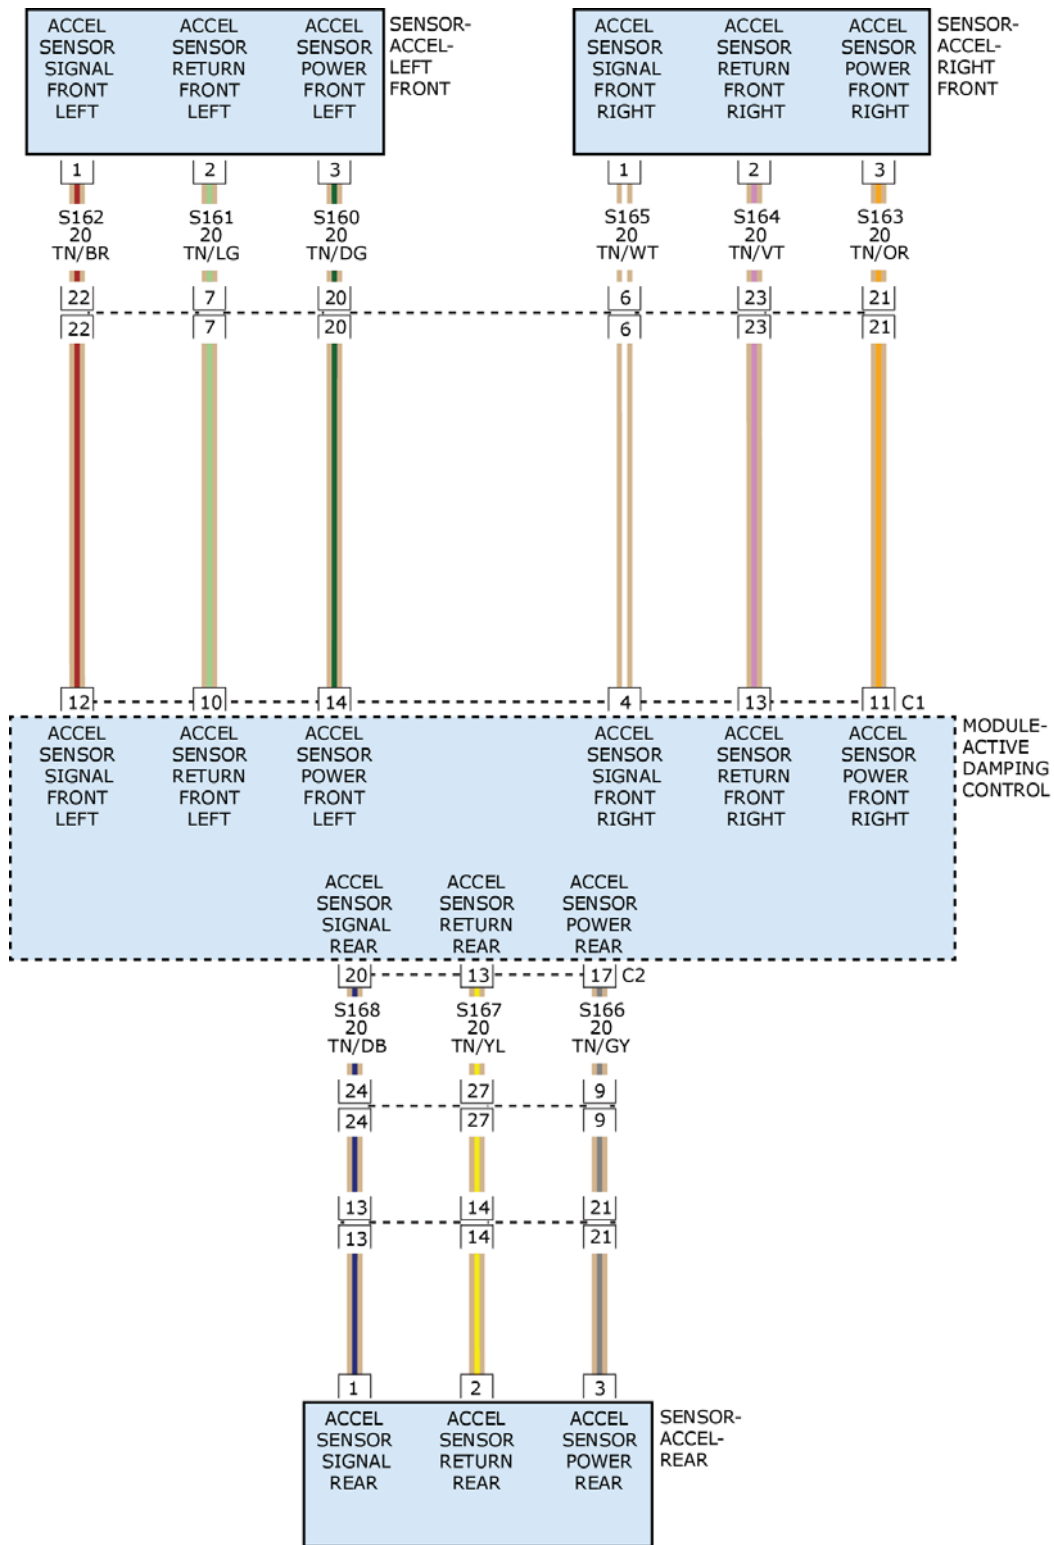 ACCEL
SENSOR
SIGNAL
FRONT
LEFT
ACCEL
SENSOR
RETURN
FRONT
LEFT
ACCEL
SENSOR
POWER
FRONT
LEFT
SENSOR-
ACCEL-
LEFT
FRONT
ACCEL
SENSOR
SIGNAL
FRONT
RIGHT
ACCEL
SENSOR
RETURN
FRONT
RIGHT
ACCEL
SENSOR
POWER
FRONT
RIGHT
SENSOR-
ACCEL-
RIGHT
FRONT
1
2
3
1
2
3
S162
20
TN/BR
S161
20
TN/LG
S160
20
TN/DG
S165
20
TN/WT
S164
20
TN/VT
S163
20
TN/OR
22
7
20
6
23
21
22
7
20
6
23
21
12
10
14
4
13
11
C1
ACCEL
SENSOR
SIGNAL
FRONT
LEFT
ACCEL
SENSOR
RETURN
FRONT
LEFT
ACCEL
SENSOR
POWER
FRONT
LEFT
ACCEL
SENSOR
SIGNAL
FRONT
RIGHT
ACCEL
SENSOR
RETURN
FRONT
RIGHT
ACCEL
SENSOR
POWER
FRONT
RIGHT
MODULE-
ACTIVE
DAMPING
CONTROL
ACCEL
SENSOR
SIGNAL
REAR
ACCEL
SENSOR
RETURN
REAR
ACCEL
SENSOR
POWER
REAR
20
13
17
C2
S168
20
TN/DB
S167
20
TN/YL
S166
20
TN/GY
24
27
9
24
27
9
13
14
21
13
14
21
1
2
3
ACCEL
SENSOR
SIGNAL
REAR
ACCEL
SENSOR
RETURN
REAR
ACCEL
SENSOR
POWER
REAR
SENSOR-
ACCEL-
REAR